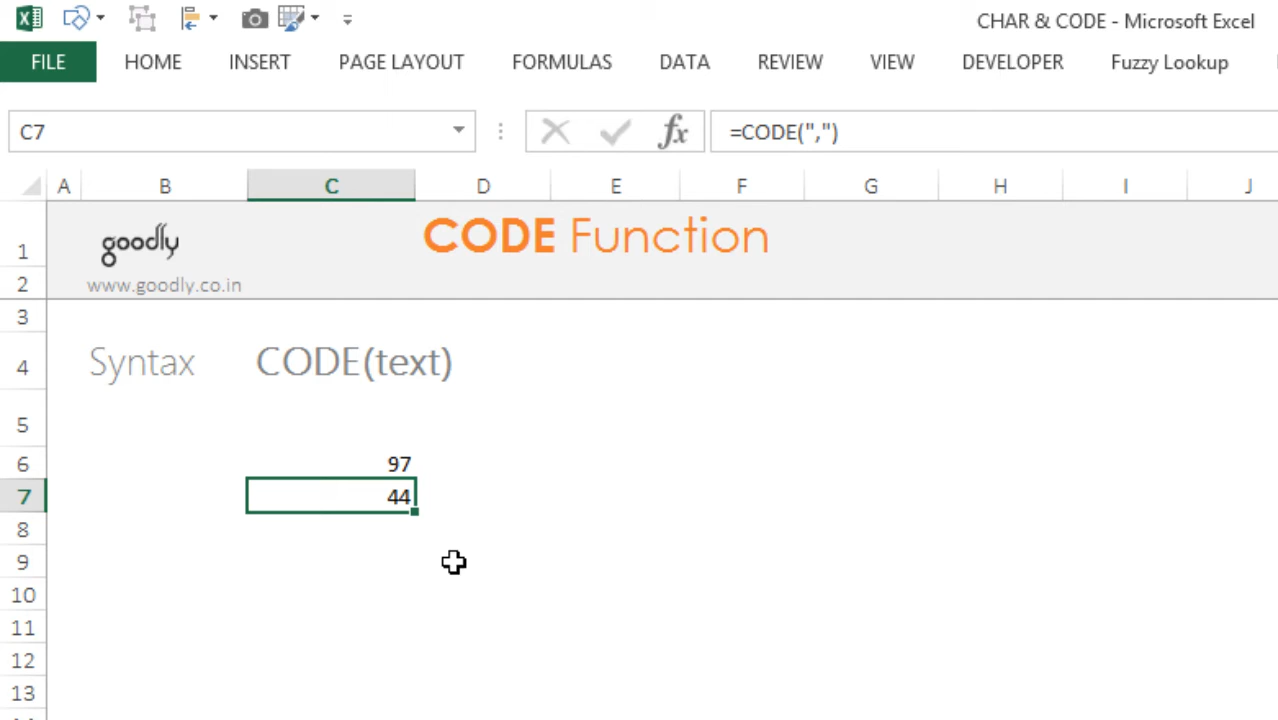 CHAR & CODE - Microsoft Excel
FILE HOME INSERT PAGE LAYOUT FORMULAS DATA REVIEW VIEW DEVELOPER Fuzzy Lookup
C7 fx =CODE(",")
A B C D E F G H I J
1 goodly CODE Function
2 www.goodly.co.in
3
4 Syntax CODE(text)
5
6 97
7 44
8
9
10
11
12
13